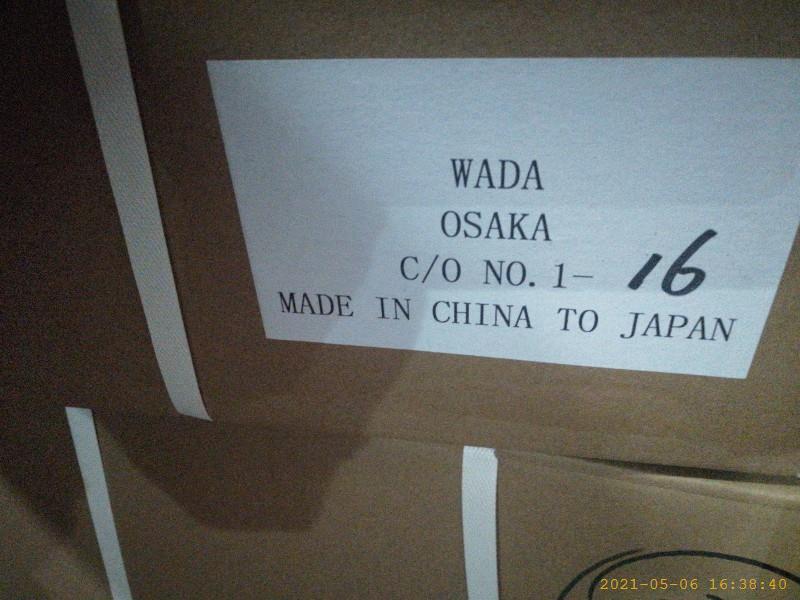 WADA
OSAKA
C/O NO. 1- 16
MADE IN CHINA TO JAPAN
2021-05-06 16:38:40